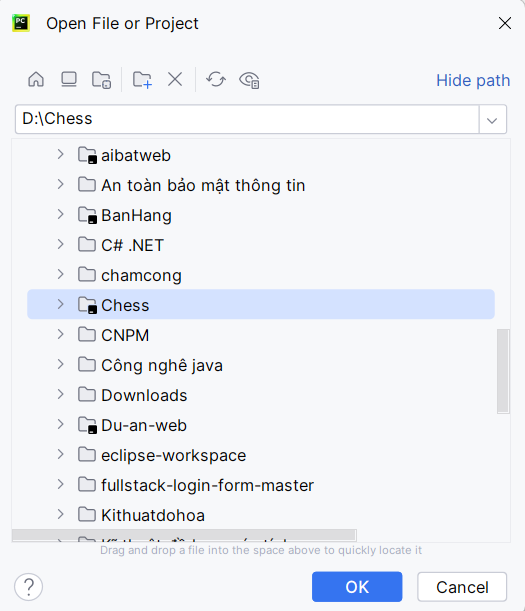 PC
Open File or Project
Hide path
D:\Chess
aibatweb
An toàn bảo mật thông tin
BanHang
C# .NET
chamcong
Chess
CNPM
Công nghê java
Downloads
Du-an-web
eclipse-workspace
fullstack-login-form-master
Kithuatdohoa
Drag and drop a file into the space above to quickly locate it
?
OK
Cancel